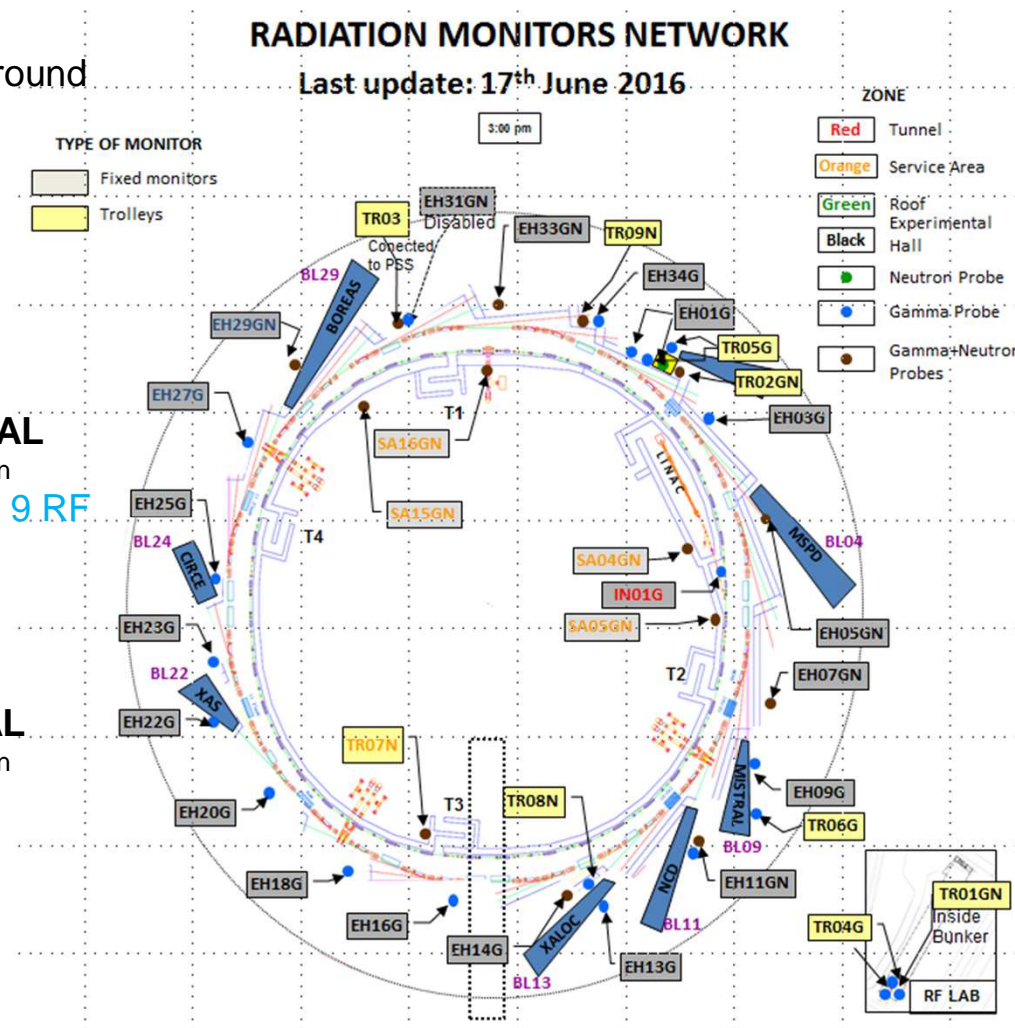 RADIATION MONITORS NETWORK
round
Last update: 17th June 2016
ZONE
3:00 pm
Red Tunnel
TYPE OF MONITOR
Orange Service Area
Fixed monitors
Trolleys
Green Roof
Experimental
Black Hall
Neutron Probe
Gamma Probe
Gamma+Neutron
Probes
EH31GN
Disabled
TR03
Conected
to PSS
EH33GN
TR09N
BL29
BOREAS
EH34G
EH29GN
EH01G
TR05G
TR02GN
EH27G
EH03G
T1
SA16GN
AL
m
LINAC
9 RF
EH25G
SA15GN
T4
BL24
CIRCE
MSPD
BL04
SA04GN
IN01G
SA05GN
EH23G
EH05GN
BL22
XAS
T2
EH07GN
EH22G
AL
m
TR07N
MISTRAL
EH09G
EH20G
T3
TR08N
TR06G
BL09
NCD
EH18G
EH11GN
TR01GN
Inside
Bunker
EH16G
XALOC
BL11
TR04G
EH14G
EH13G
BL13
RF LAB